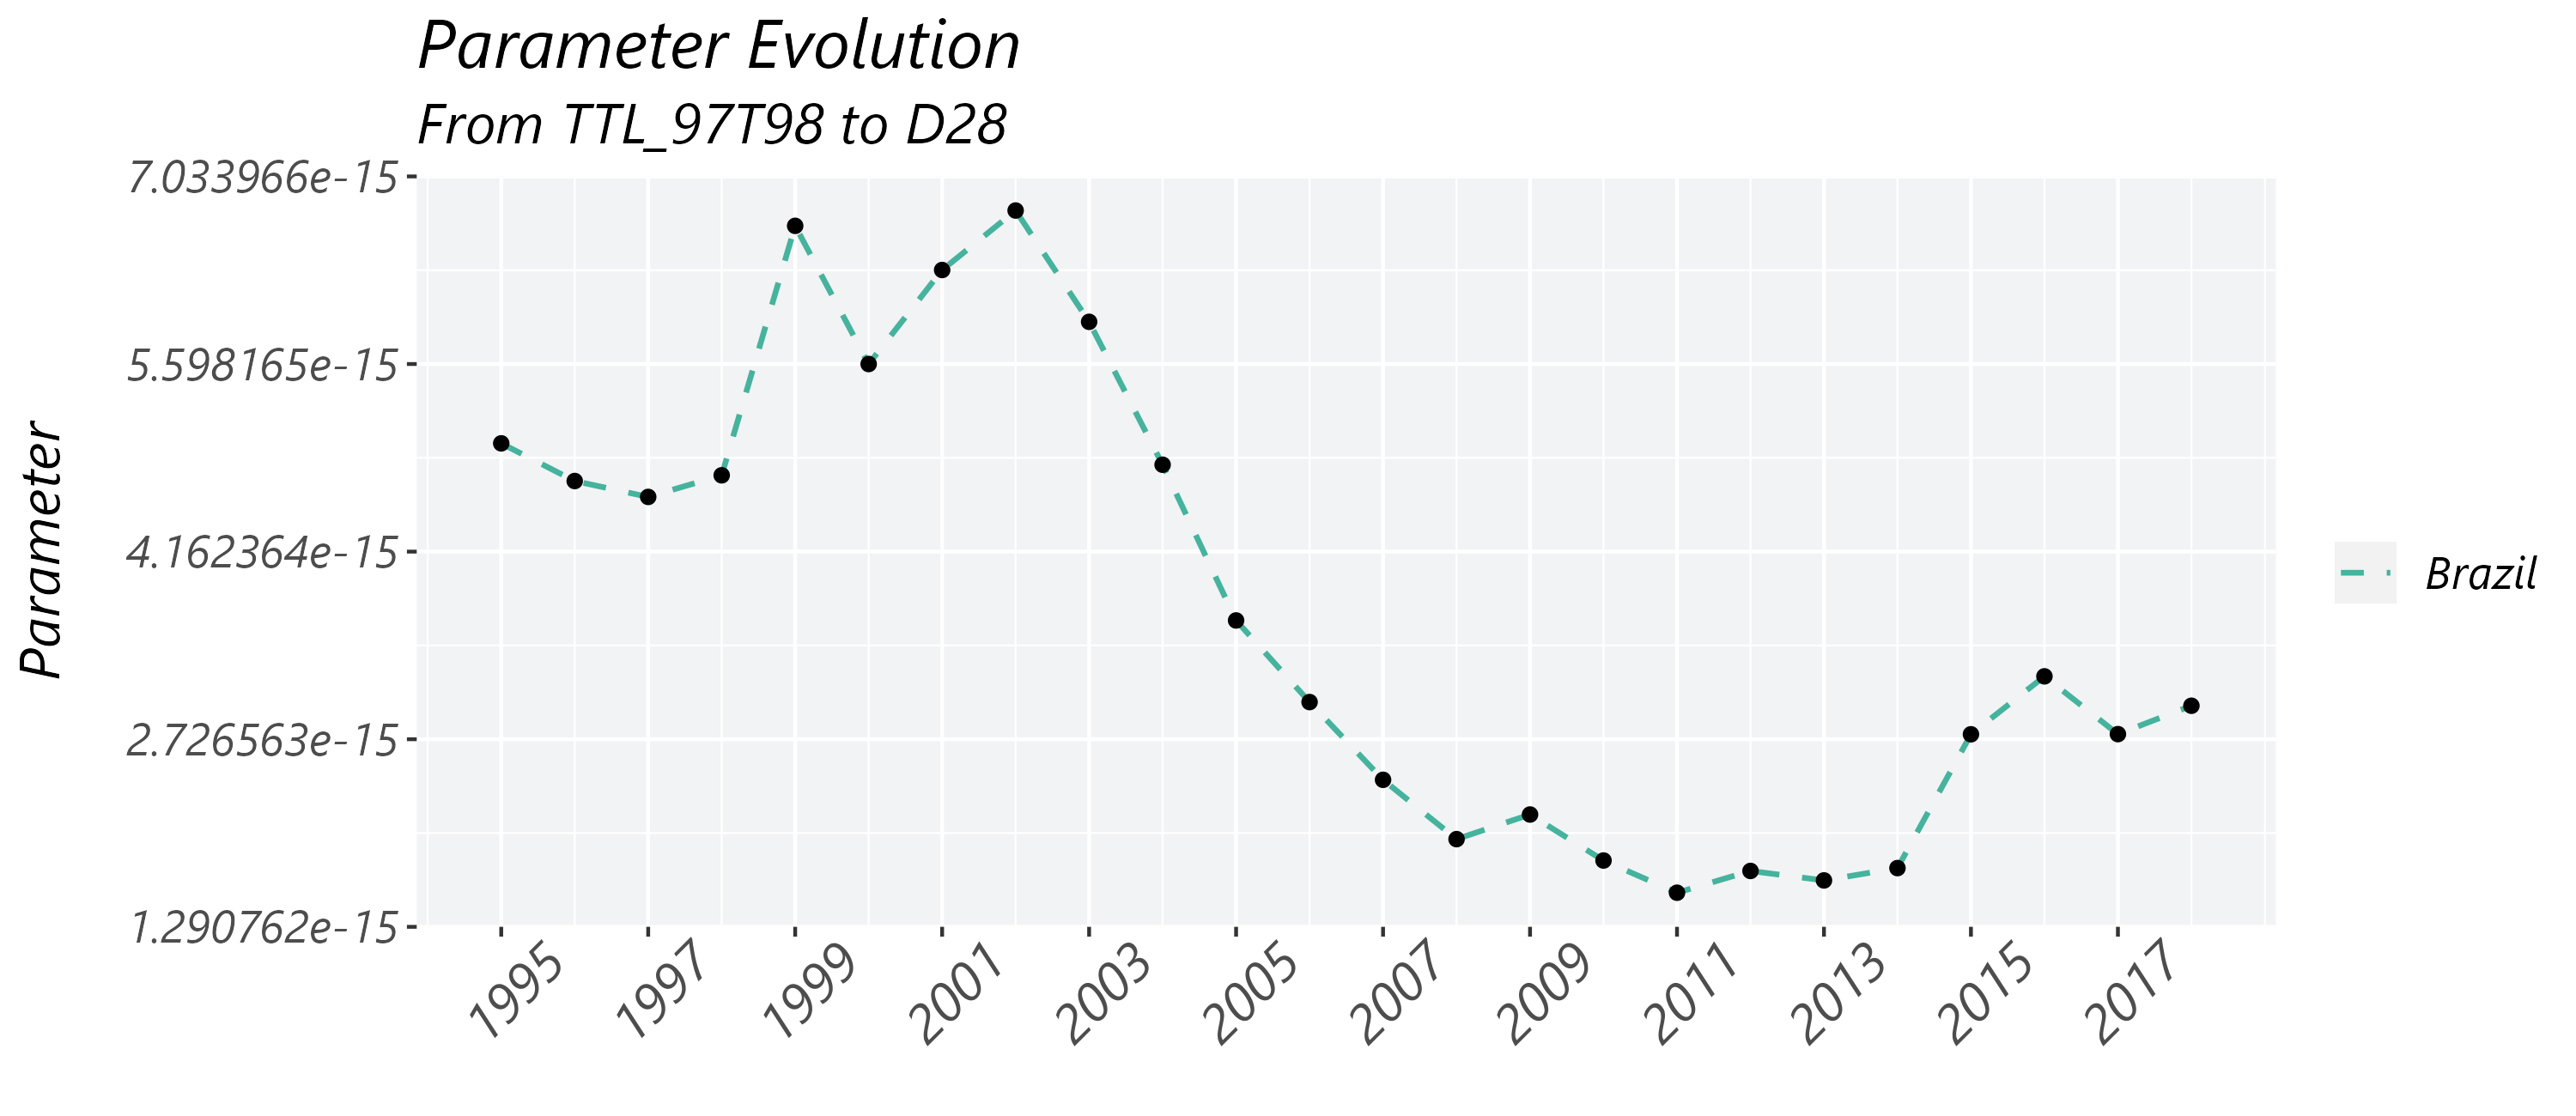 Parameter Evolution
From TTL_97T98 to D28
Parameter
7.033966e-15
5.598165e-15
4.162364e-15
2.726563e-15
1.290762e-15
1995
1997
1999
2001
2003
2005
2007
2009
2011
2013
2015
2017
Brazil